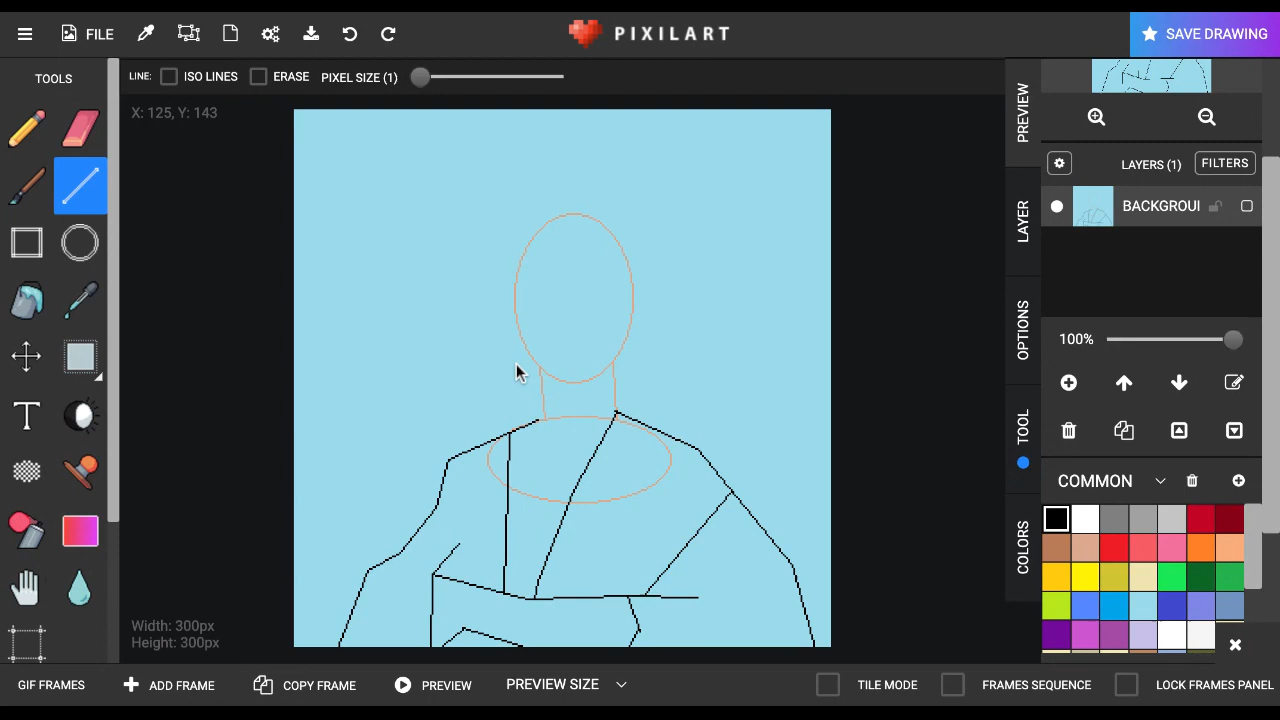 FILE
PIXILART
SAVE DRAWING
TOOLS
LINE: ISO LINES ERASE PIXEL SIZE (1)
X: 125, Y: 143
PREVIEW
LAYERS (1) FILTERS
LAYER
BACKGROUI
OPTIONS
100%
TOOL
COMMON
COLORS
Width: 300px
Height: 300px
GIF FRAMES ADD FRAME COPY FRAME PREVIEW PREVIEW SIZE TILE MODE FRAMES SEQUENCE LOCK FRAMES PANEL